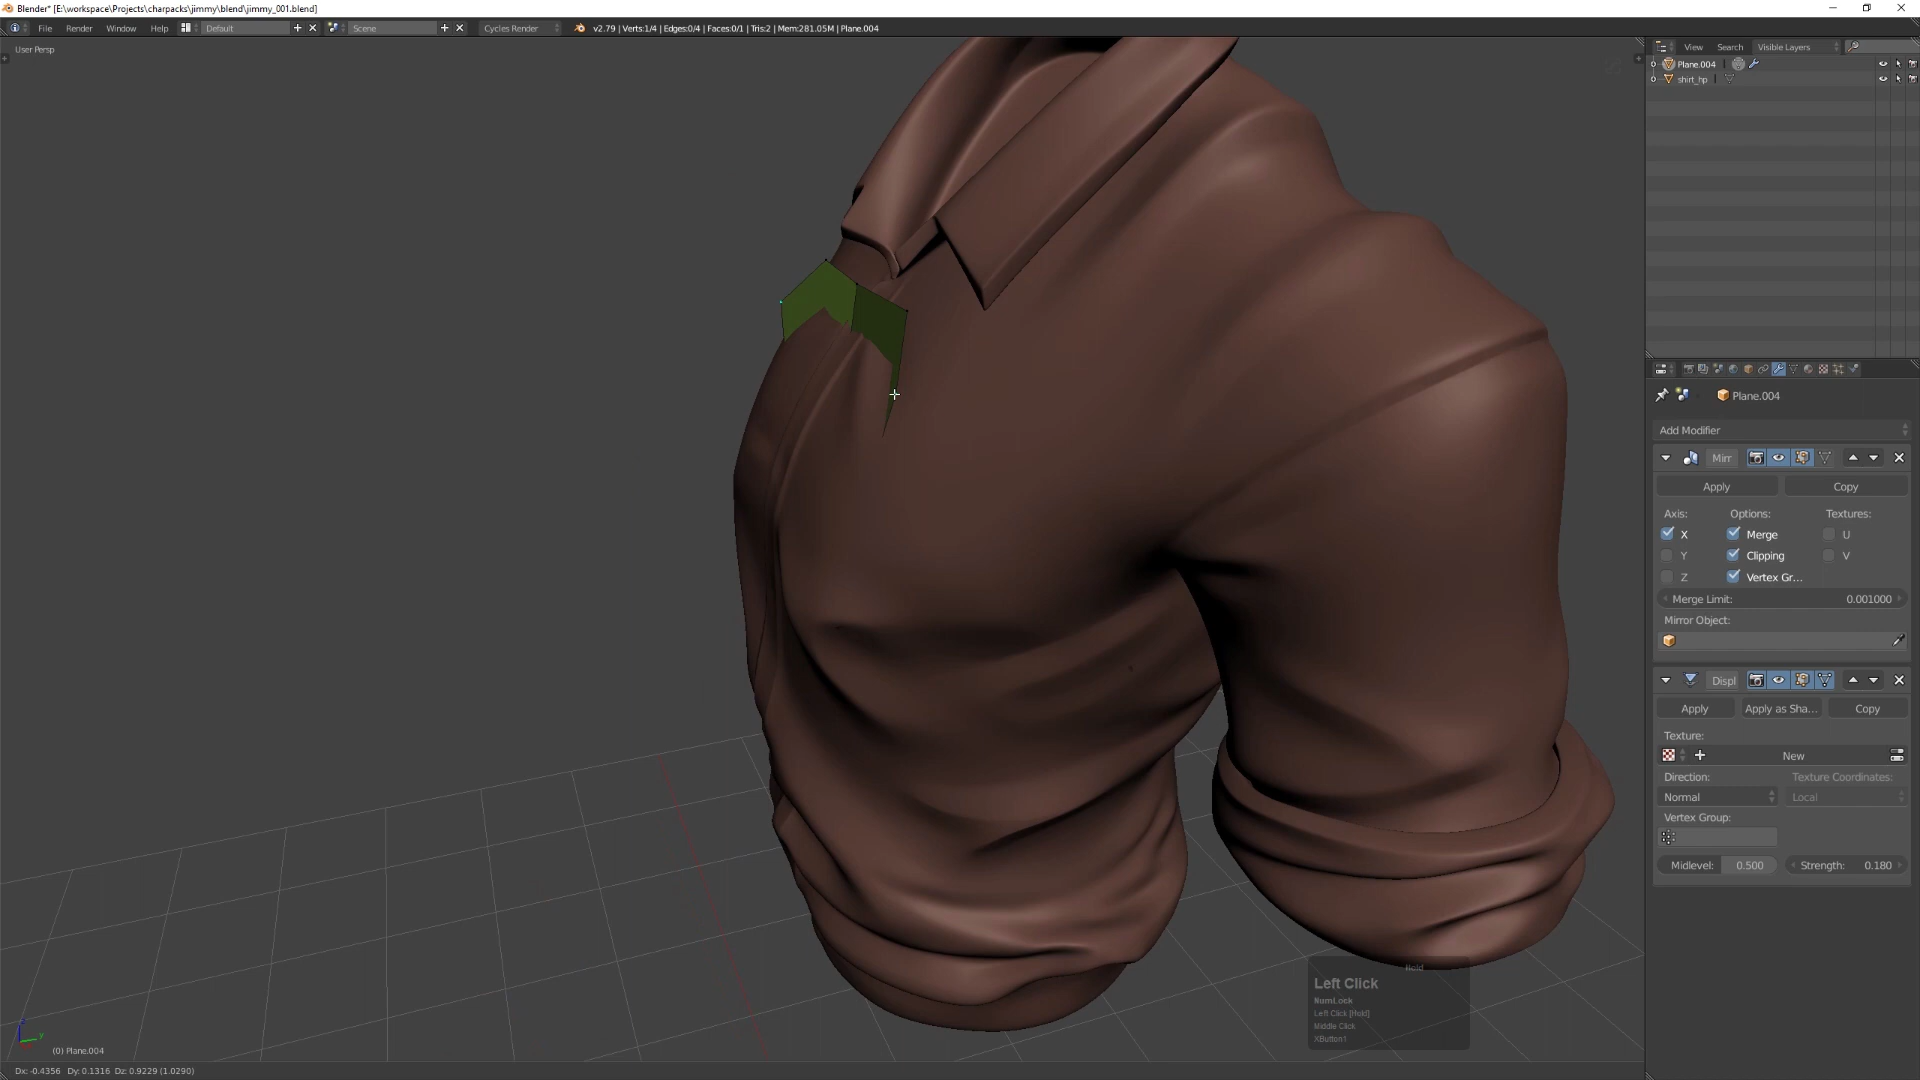 Blender* [E:\workspace\Projects\charpacks\jimmy\blend\jimmy_001.blend]
File Render Window Help Default Scene Cycles Render v2.79 | Verts:1/4 | Edges:0/4 | Faces:0/1 | Tris:2 | Mem:281.05M | Plane.004
User Persp
View Search Visible Layers
Plane.004
shirt_hp
Plane.004
Add Modifier
Mirr
Apply Copy
Axis: Options: Textures:
X Merge U
Y Clipping V
Z Vertex Gr...
Merge Limit: 0.001000
Mirror Object:
Displ
Apply Apply as Sha... Copy
Texture:
New
Direction: Texture Coordinates:
Normal Local
Vertex Group:
Midlevel: 0.500 Strength: 0.180
Hold
Left Click
NumLock
Left Click [Hold]
Middle Click
XButton1
(0) Plane.004
Dx: -0.4356 Dy: 0.1316 Dz: 0.9229 (1.0290)